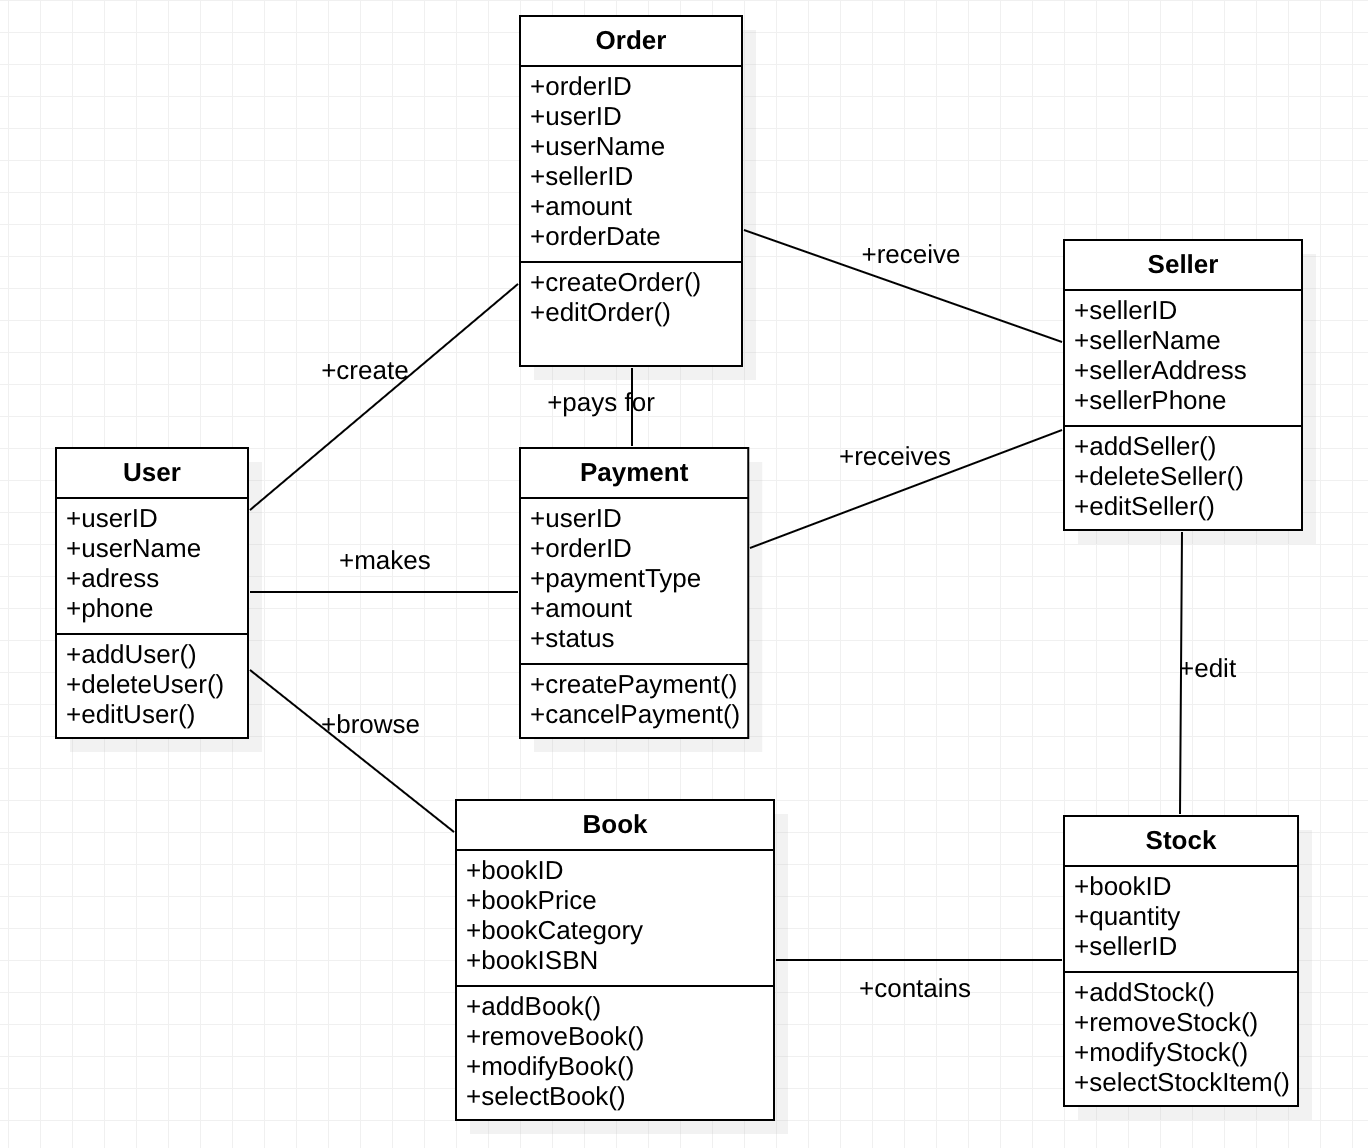 Order
+orderID
+userID
+userName
+sellerID
+amount
+orderDate
+createOrder()
+editOrder()
+receive
Seller
+sellerID
+sellerName
+sellerAddress
+sellerPhone
+addSeller()
+deleteSeller()
+editSeller()
+create
+pays for
+receives
User
+userID
+userName
+adress
+phone
+addUser()
+deleteUser()
+editUser()
+makes
Payment
+userID
+orderID
+paymentType
+amount
+status
+createPayment()
+cancelPayment()
+edit
+browse
Book
+bookID
+bookPrice
+bookCategory
+bookISBN
+addBook()
+removeBook()
+modifyBook()
+selectBook()
+contains
Stock
+bookID
+quantity
+sellerID
+addStock()
+removeStock()
+modifyStock()
+selectStockItem()